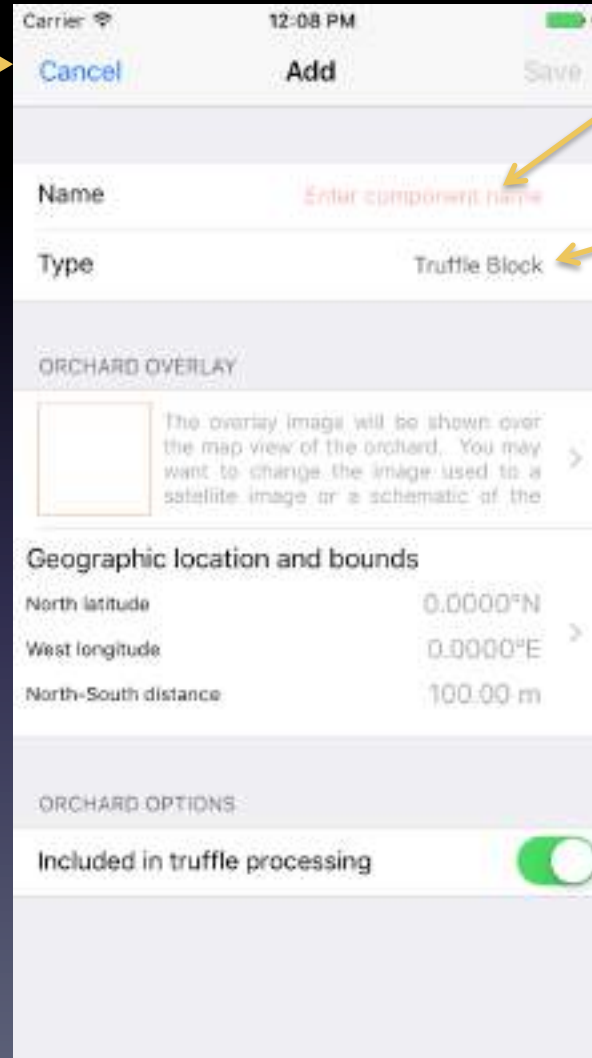 Carrier 12:08 PM
Cancel Add Save
Name Enter component name
Type Truffle Block
ORCHARD OVERLAY
The overlay image will be shown over
the map view of the orchard. You may
want to change the image used to a
satellite image or a schematic of the
Geographic location and bounds
North latitude 0.0000°N
West longitude 0.0000°E
North-South distance 100.00 m
ORCHARD OPTIONS
Included in truffle processing